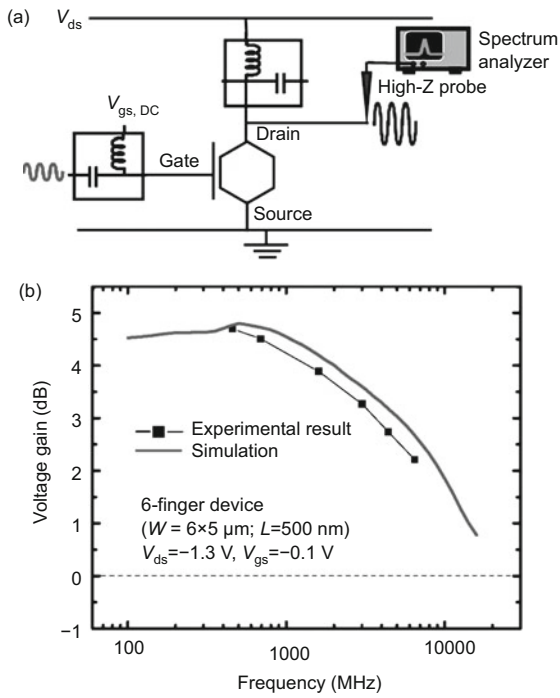 (a)
V_ds
Spectrum
analyzer
High-Z probe
V_gs, DC
Drain
Gate
Source
(b)
5
4
3
2
1
0
−1
Voltage gain (dB)
Experimental result
Simulation
6-finger device
(W = 6×5 μm; L=500 nm)
V_ds=−1.3 V, V_gs=−0.1 V
100
1000
10000
Frequency (MHz)